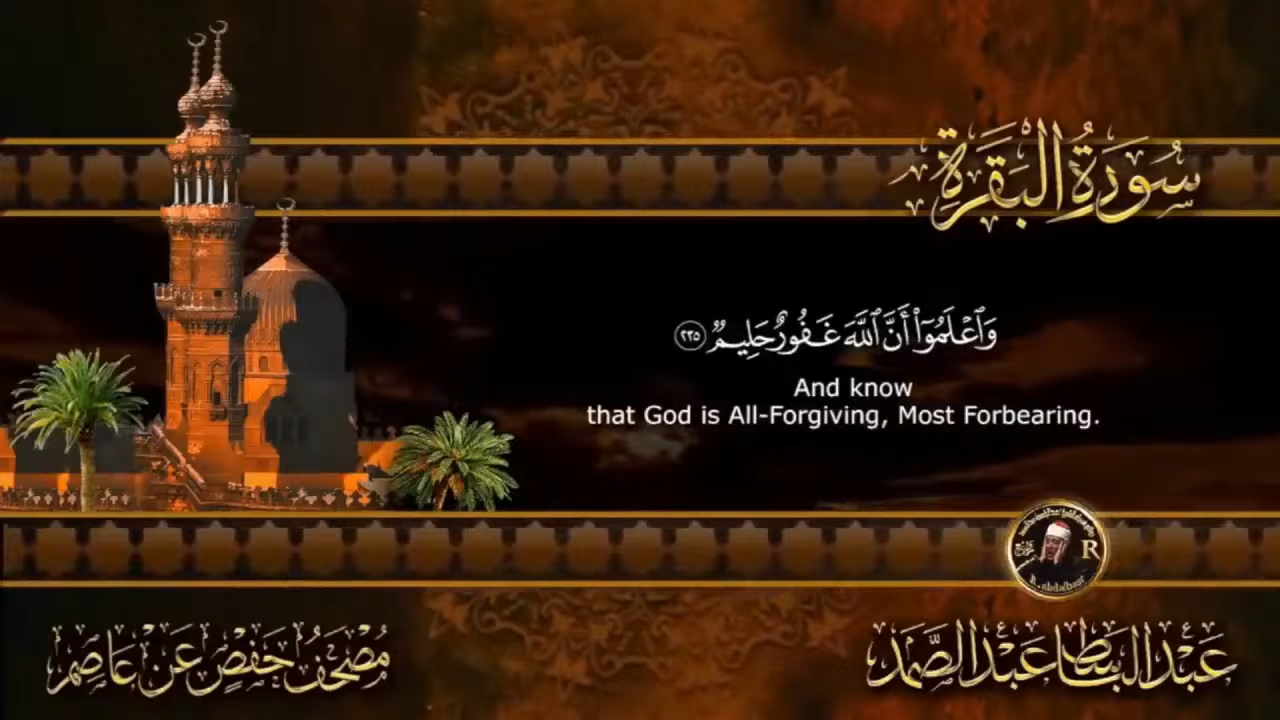 سُورَةُ البَقَرَةِ
وَٱعۡلَمُوٓاْ أَنَّ ٱللَّهَ غَفُورٌ حَلِيمٞ ٢٣٥
And know
that God is All-Forgiving, Most Forbearing.
R
عَبْدُ البَاسِط عَبْدُ الصَّمَد
مُصْحَفُ حَفْصٍ عَنْ عَاصِم